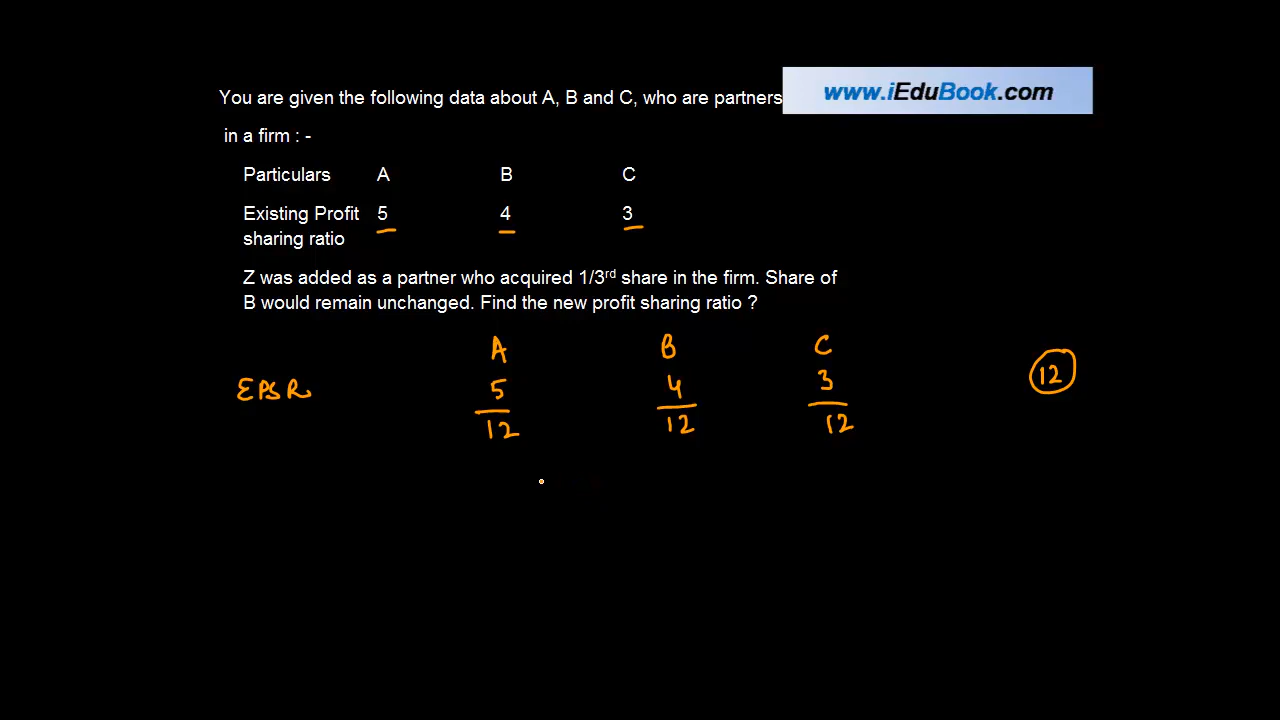 www.iEduBook.com
You are given the following data about A, B and C, who are partners
in a firm : -
Particulars A B C
Existing Profit 5 4 3
sharing ratio
Z was added as a partner who acquired 1/3rd share in the firm. Share of
B would remain unchanged. Find the new profit sharing ratio ?
A B C
EPSR 5 4 3 12
12 12 12